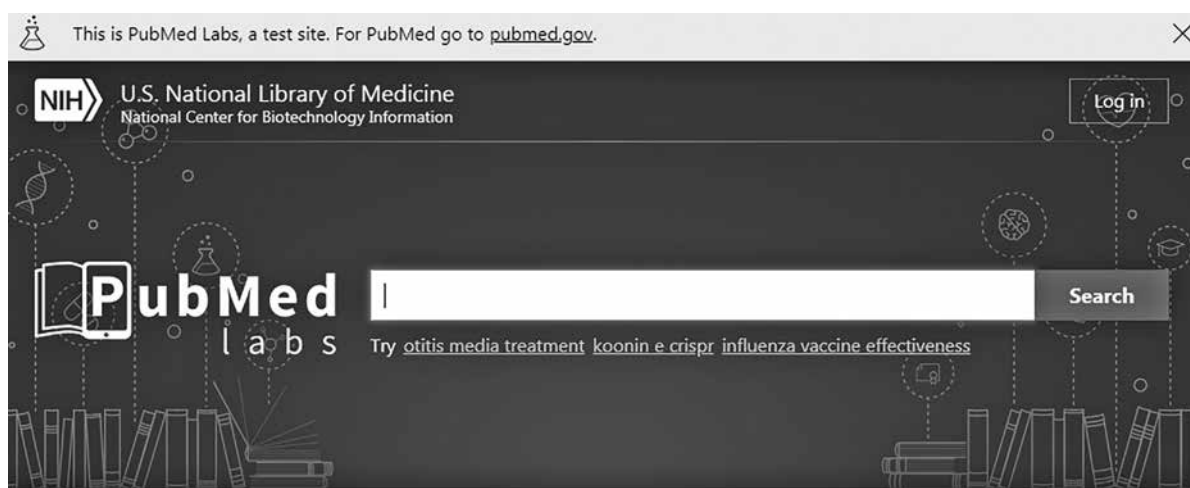 This is PubMed Labs, a test site. For PubMed go to pubmed.gov.
NIH
U.S. National Library of Medicine
National Center for Biotechnology Information
Log in
PubMed
labs
Search
Try otitis media treatment koonin e crispr influenza vaccine effectiveness